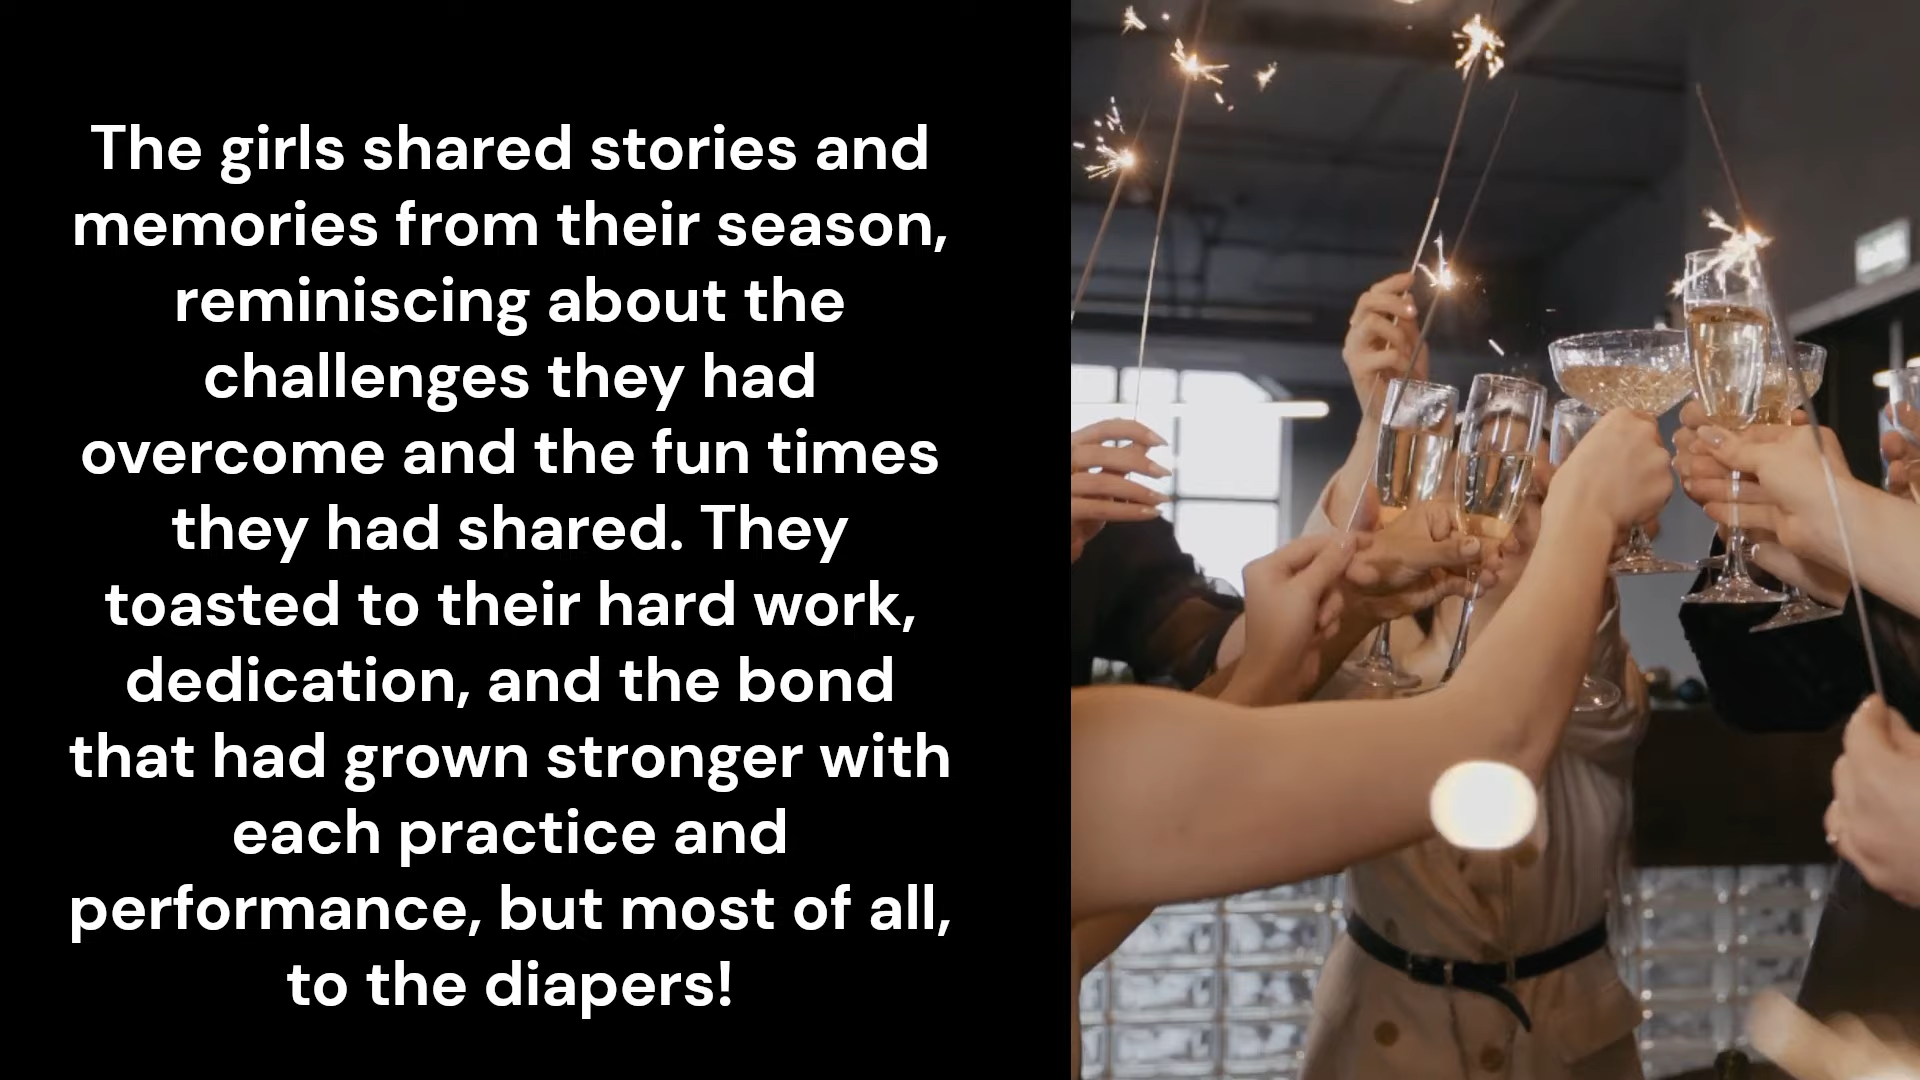 The girls shared stories and
memories from their season,
reminiscing about the
challenges they had
overcome and the fun times
they had shared. They
toasted to their hard work,
dedication, and the bond
that had grown stronger with
each practice and
performance, but most of all,
to the diapers!